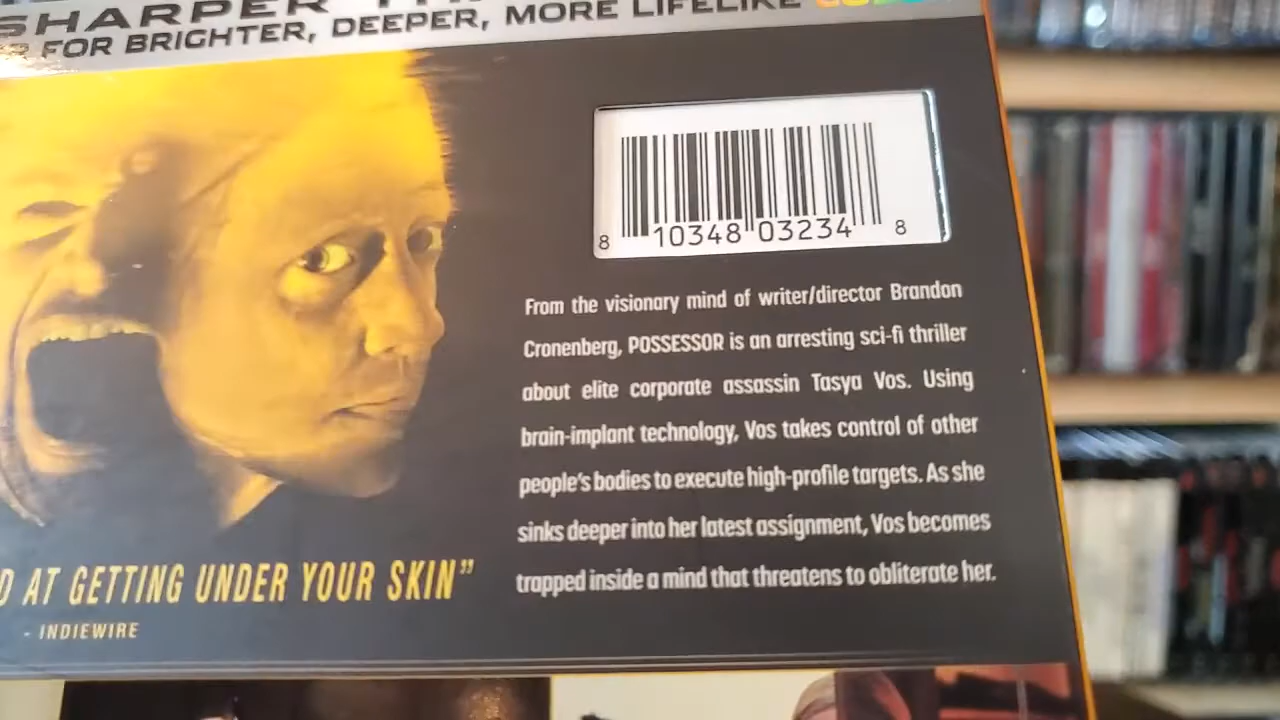 SHARPER
FOR BRIGHTER, DEEPER, MORE LIFELIKE
8 10348 03234 8
From the visionary mind of writer/director Brandon
Cronenberg, POSSESSOR is an arresting sci-fi thriller
about elite corporate assassin Tasya Vos. Using
brain-implant technology, Vos takes control of other
people's bodies to execute high-profile targets. As she
sinks deeper into her latest assignment, Vos becomes
trapped inside a mind that threatens to obliterate her.
AT GETTING UNDER YOUR SKIN”
- INDIEWIRE